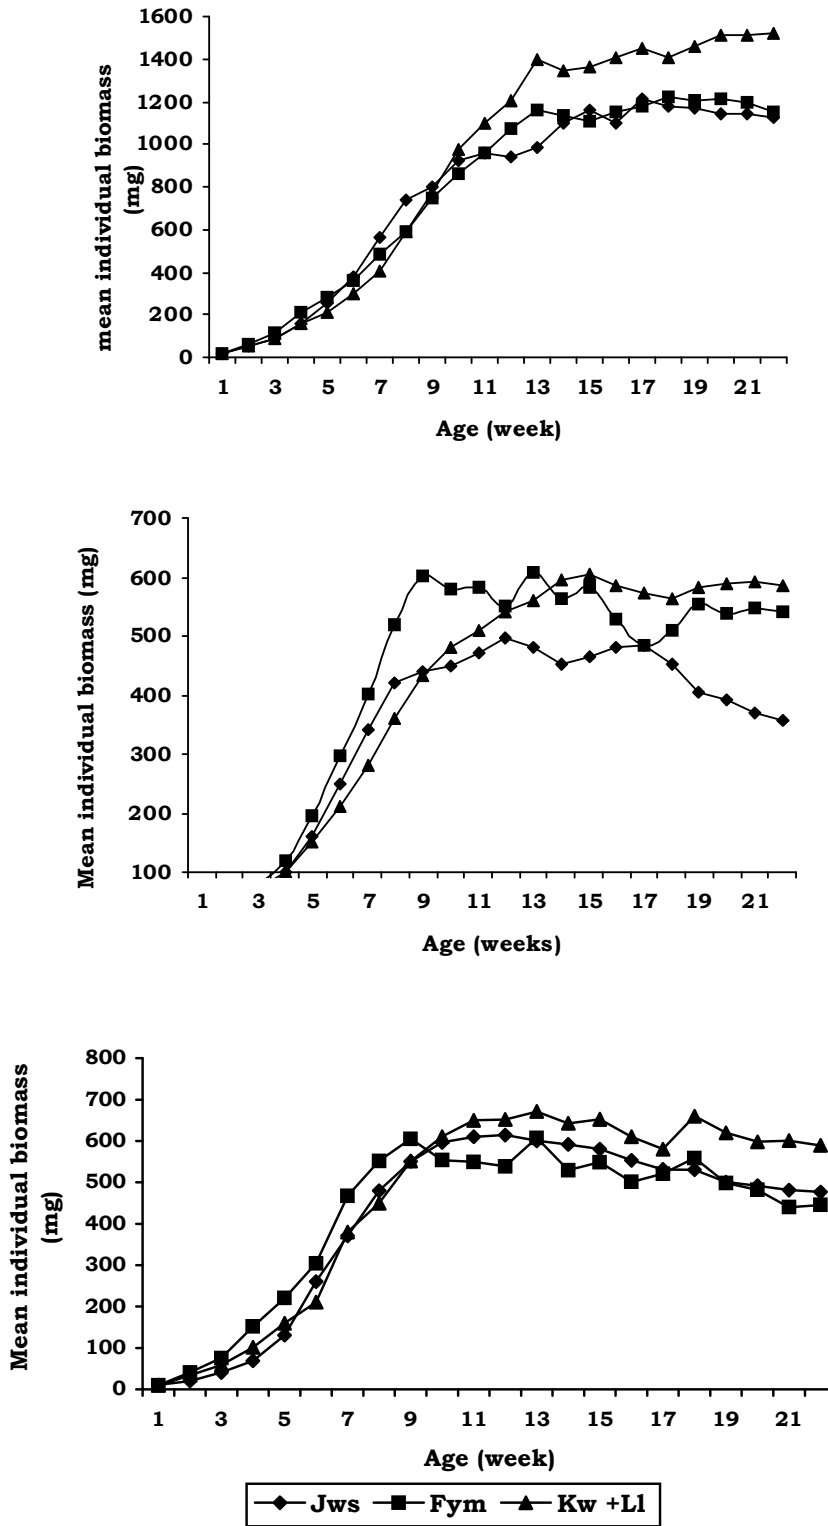 mean individual biomass
(mg)
1600
1400
1200
1000
800
600
400
200
0
1 3 5 7 9 11 13 15 17 19 21
Age (week)
Mean individual biomass (mg)
700
600
500
400
300
200
100
1 3 5 7 9 11 13 15 17 19 21
Age (weeks)
Mean individual biomass
(mg)
800
700
600
500
400
300
200
100
0
1 3 5 7 9 11 13 15 17 19 21
Age (week)
Jws Fym Kw +Ll